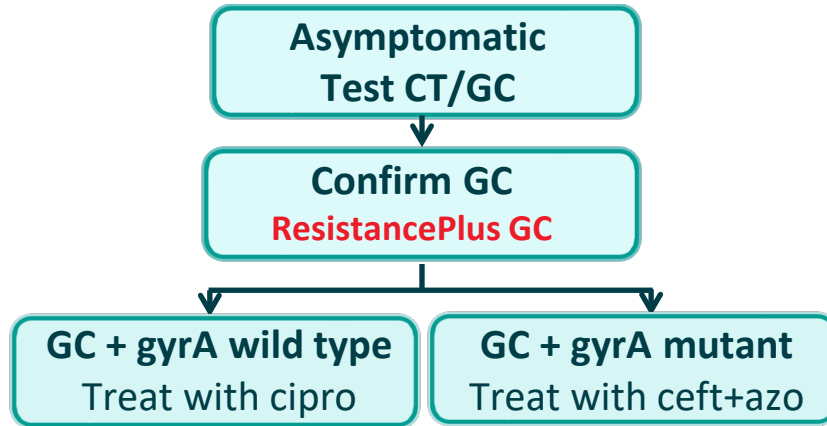 Asymptomatic
Test CT/GC
Confirm GC
ResistancePlus GC
GC + gyrA wild type
Treat with cipro
GC + gyrA mutant
Treat with ceft+azo